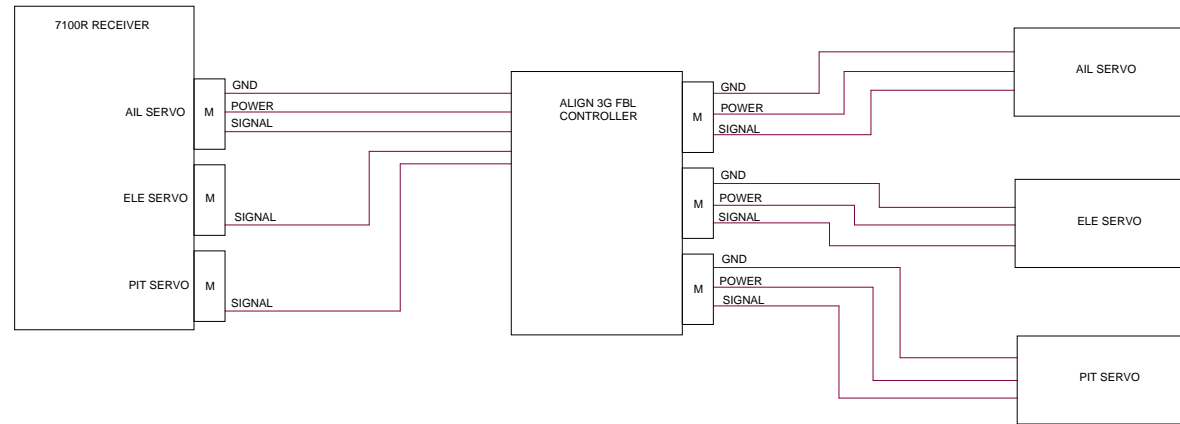 7100R RECEIVER
AIL SERVO
M
GND
POWER
SIGNAL
ELE SERVO
M
SIGNAL
PIT SERVO
M
SIGNAL
ALIGN 3G FBL
CONTROLLER
M
GND
POWER
SIGNAL
M
GND
POWER
SIGNAL
M
GND
POWER
SIGNAL
AIL SERVO
ELE SERVO
PIT SERVO